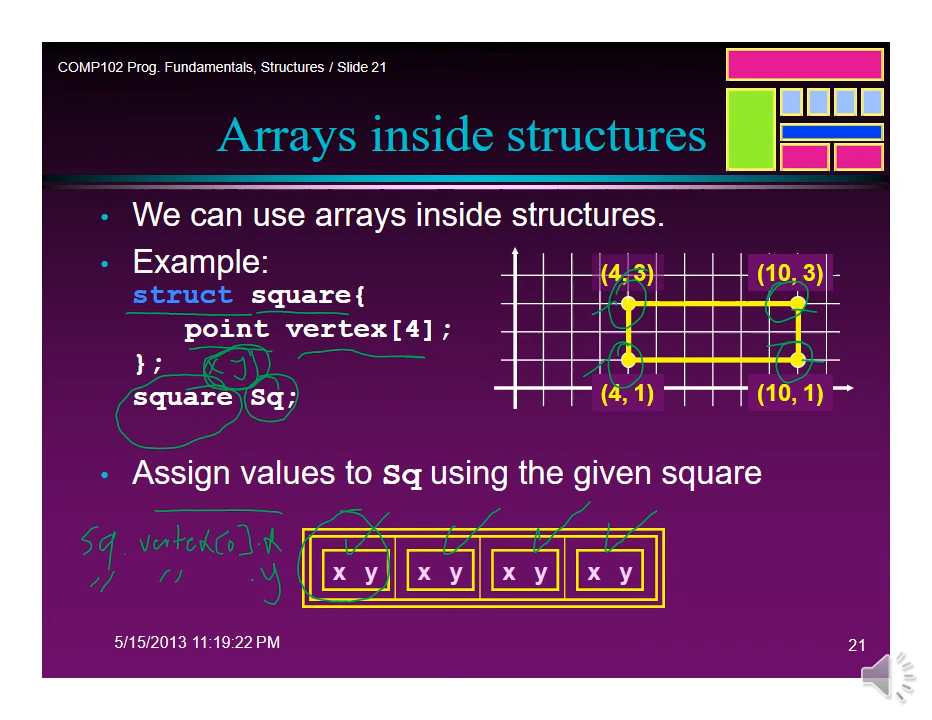 COMP102 Prog. Fundamentals, Structures / Slide 21
Arrays inside structures
• We can use arrays inside structures.
• Example:
struct square{
point vertex[4];
};
x y
square Sq;
(4, 3) (10, 3)
(4, 1) (10, 1)
• Assign values to Sq using the given square
Sq. vertex[0].x
" " .y
x y x y x y x y
5/15/2013 11:19:22 PM
21